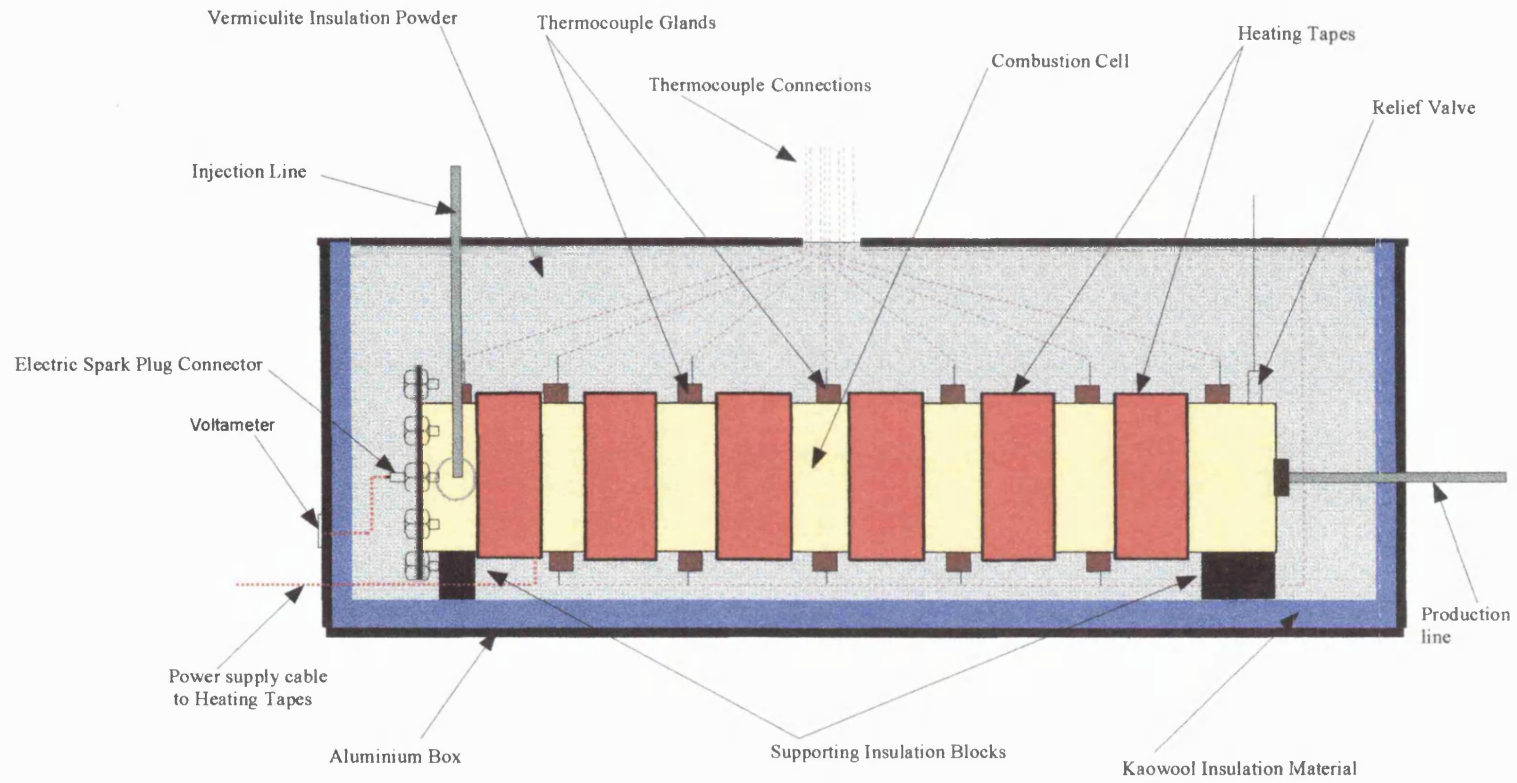 Vermiculite Insulation Powder
Thermocouple Glands
Heating Tapes
Combustion Cell
Thermocouple Connections
Relief Valve
Injection Line
Electric Spark Plug Connector
Voltameter
Production
line
Power supply cable
to Heating Tapes
Aluminium Box
Supporting Insulation Blocks
Kaowool Insulation Material